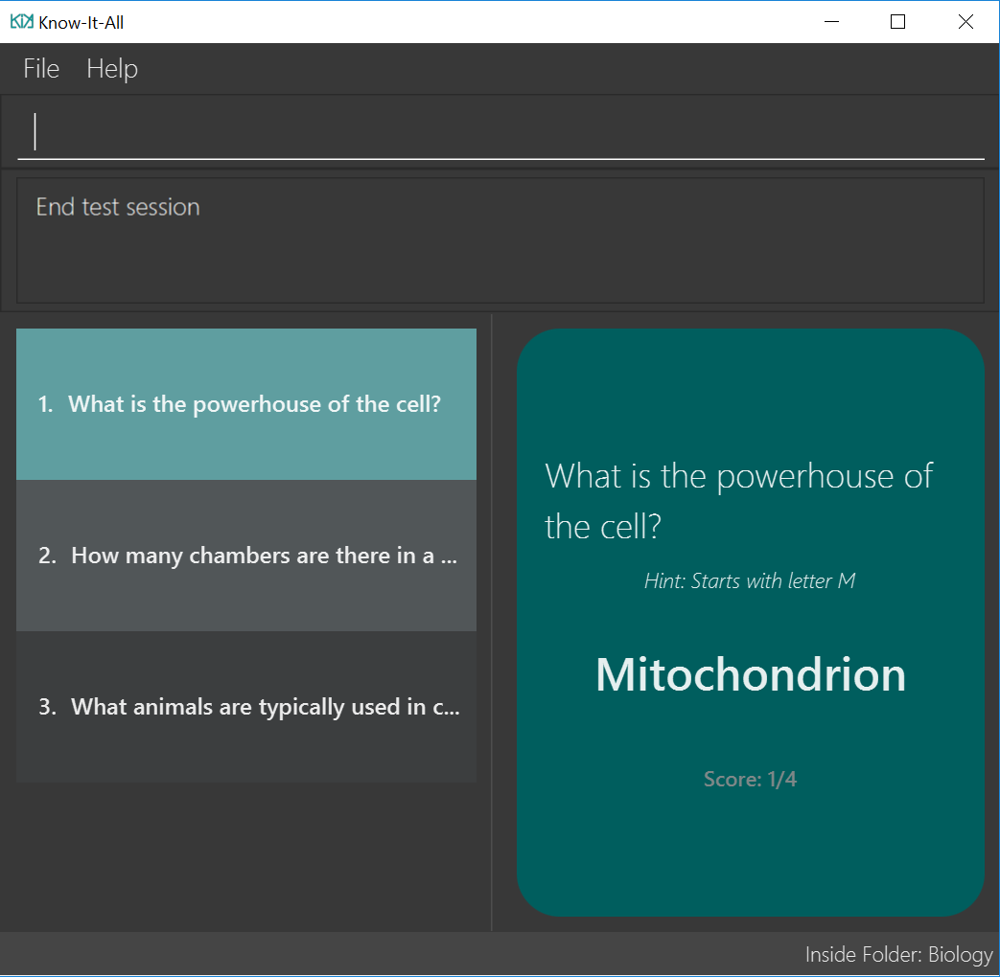 Know-It-All
File Help
End test session
1. What is the powerhouse of the cell?
2. How many chambers are there in a ...
3. What animals are typically used in c...
What is the powerhouse of
the cell?
Hint: Starts with letter M
Mitochondrion
Score: 1/4
Inside Folder: Biology